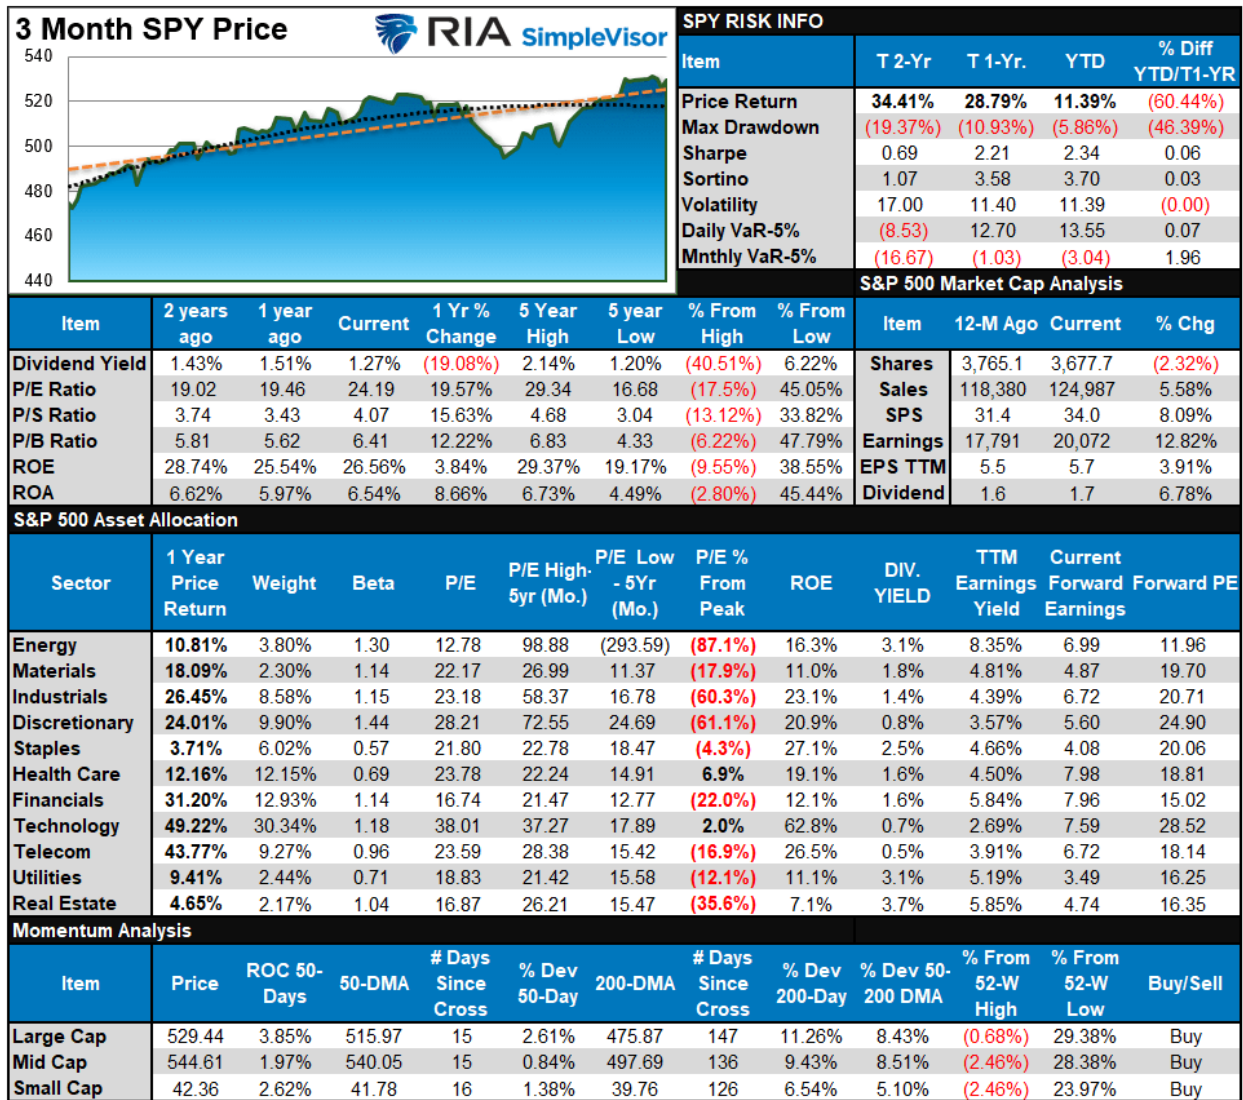 3 Month SPY Price
RIA SimpleVisor
540
520
500
480
460
440
SPY RISK INFO
Item T 2-Yr T 1-Yr. YTD % Diff YTD/T1-YR
Price Return 34.41% 28.79% 11.39% (60.44%)
Max Drawdown (19.37%) (10.93%) (5.86%) (46.39%)
Sharpe 0.69 2.21 2.34 0.06
Sortino 1.07 3.58 3.70 0.03
Volatility 17.00 11.40 11.39 (0.00)
Daily VaR-5% (8.53) 12.70 13.55 0.07
Mnthly VaR-5% (16.67) (1.03) (3.04) 1.96
Item 2 years ago 1 year ago Current 1 Yr % Change 5 Year High 5 year Low % From High % From Low
Dividend Yield 1.43% 1.51% 1.27% (19.08%) 2.14% 1.20% (40.51%) 6.22%
P/E Ratio 19.02 19.46 24.19 19.57% 29.34 16.68 (17.5%) 45.05%
P/S Ratio 3.74 3.43 4.07 15.63% 4.68 3.04 (13.12%) 33.82%
P/B Ratio 5.81 5.62 6.41 12.22% 6.83 4.33 (6.22%) 47.79%
ROE 28.74% 25.54% 26.56% 3.84% 29.37% 19.17% (9.55%) 38.55%
ROA 6.62% 5.97% 6.54% 8.66% 6.73% 4.49% (2.80%) 45.44%
S&P 500 Market Cap Analysis
Item 12-M Ago Current % Chg
Shares 3,765.1 3,677.7 (2.32%)
Sales 118,380 124,987 5.58%
SPS 31.4 34.0 8.09%
Earnings 17,791 20,072 12.82%
EPS TTM 5.5 5.7 3.91%
Dividend 1.6 1.7 6.78%
S&P 500 Asset Allocation
Sector 1 Year Price Return Weight Beta P/E P/E High-5yr (Mo.) P/E Low - 5Yr (Mo.) P/E % From Peak ROE DIV. YIELD TTM Earnings Yield Current Forward Earnings Forward PE
Energy 10.81% 3.80% 1.30 12.78 98.88 (293.59) (87.1%) 16.3% 3.1% 8.35% 6.99 11.96
Materials 18.09% 2.30% 1.14 22.17 26.99 11.37 (17.9%) 11.0% 1.8% 4.81% 4.87 19.70
Industrials 26.45% 8.58% 1.15 23.18 58.37 16.78 (60.3%) 23.1% 1.4% 4.39% 6.72 20.71
Discretionary 24.01% 9.90% 1.44 28.21 72.55 24.69 (61.1%) 20.9% 0.8% 3.57% 5.60 24.90
Staples 3.71% 6.02% 0.57 21.80 22.78 18.47 (4.3%) 27.1% 2.5% 4.66% 4.08 20.06
Health Care 12.16% 12.15% 0.69 23.78 22.24 14.91 6.9% 19.1% 1.6% 4.50% 7.98 18.81
Financials 31.20% 12.93% 1.14 16.74 21.47 12.77 (22.0%) 12.1% 1.6% 5.84% 7.96 15.02
Technology 49.22% 30.34% 1.18 38.01 37.27 17.89 2.0% 62.8% 0.7% 2.69% 7.59 28.52
Telecom 43.77% 9.27% 0.96 23.59 28.38 15.42 (16.9%) 26.5% 0.5% 3.91% 6.72 18.14
Utilities 9.41% 2.44% 0.71 18.83 21.42 15.58 (12.1%) 11.1% 3.1% 5.19% 3.49 16.25
Real Estate 4.65% 2.17% 1.04 16.87 26.21 15.47 (35.6%) 7.1% 3.7% 5.85% 4.74 16.35
Momentum Analysis
Item Price ROC 50-Days 50-DMA # Days Since Cross % Dev 50-Day 200-DMA # Days Since Cross % Dev 200-Day % Dev 50-200 DMA % From 52-W High % From 52-W Low Buy/Sell
Large Cap 529.44 3.85% 515.97 15 2.61% 475.87 147 11.26% 8.43% (0.68%) 29.38% Buy
Mid Cap 544.61 1.97% 540.05 15 0.84% 497.69 136 9.43% 8.51% (2.46%) 28.38% Buy
Small Cap 42.36 2.62% 41.78 16 1.38% 39.76 126 6.54% 5.10% (2.46%) 23.97% Buy